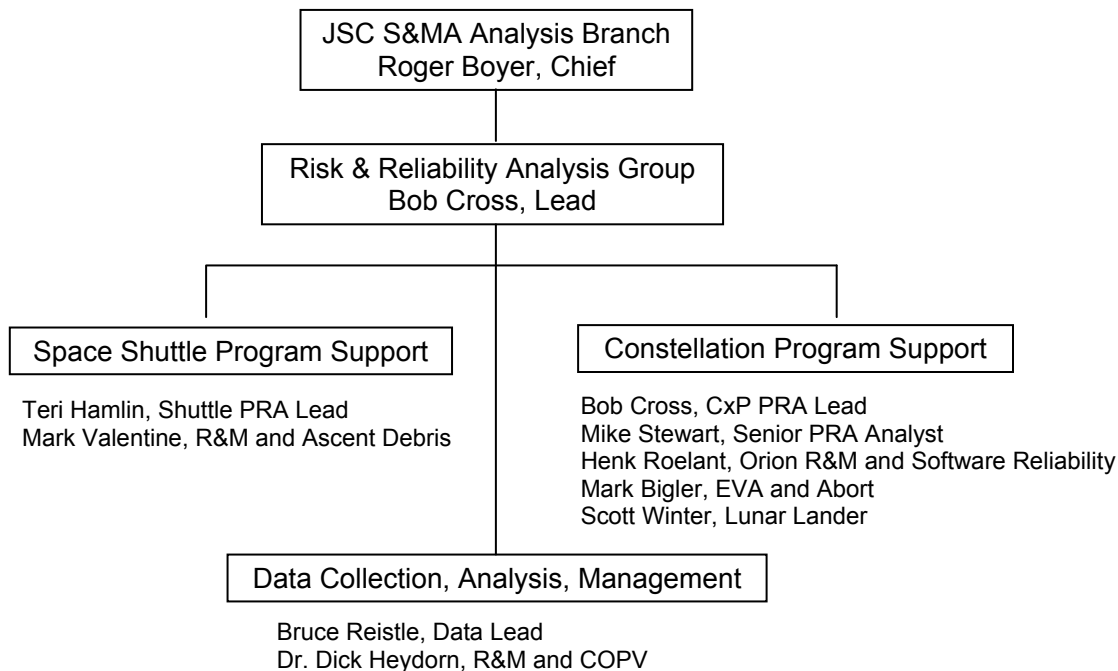 JSC S&MA Analysis Branch
Roger Boyer, Chief
Risk & Reliability Analysis Group
Bob Cross, Lead
Space Shuttle Program Support
Teri Hamlin, Shuttle PRA Lead
Mark Valentine, R&M and Ascent Debris
Constellation Program Support
Bob Cross, CxP PRA Lead
Mike Stewart, Senior PRA Analyst
Henk Roelant, Orion R&M and Software Reliability
Mark Bigler, EVA and Abort
Scott Winter, Lunar Lander
Data Collection, Analysis, Management
Bruce Reistle, Data Lead
Dr. Dick Heydorn, R&M and COPV